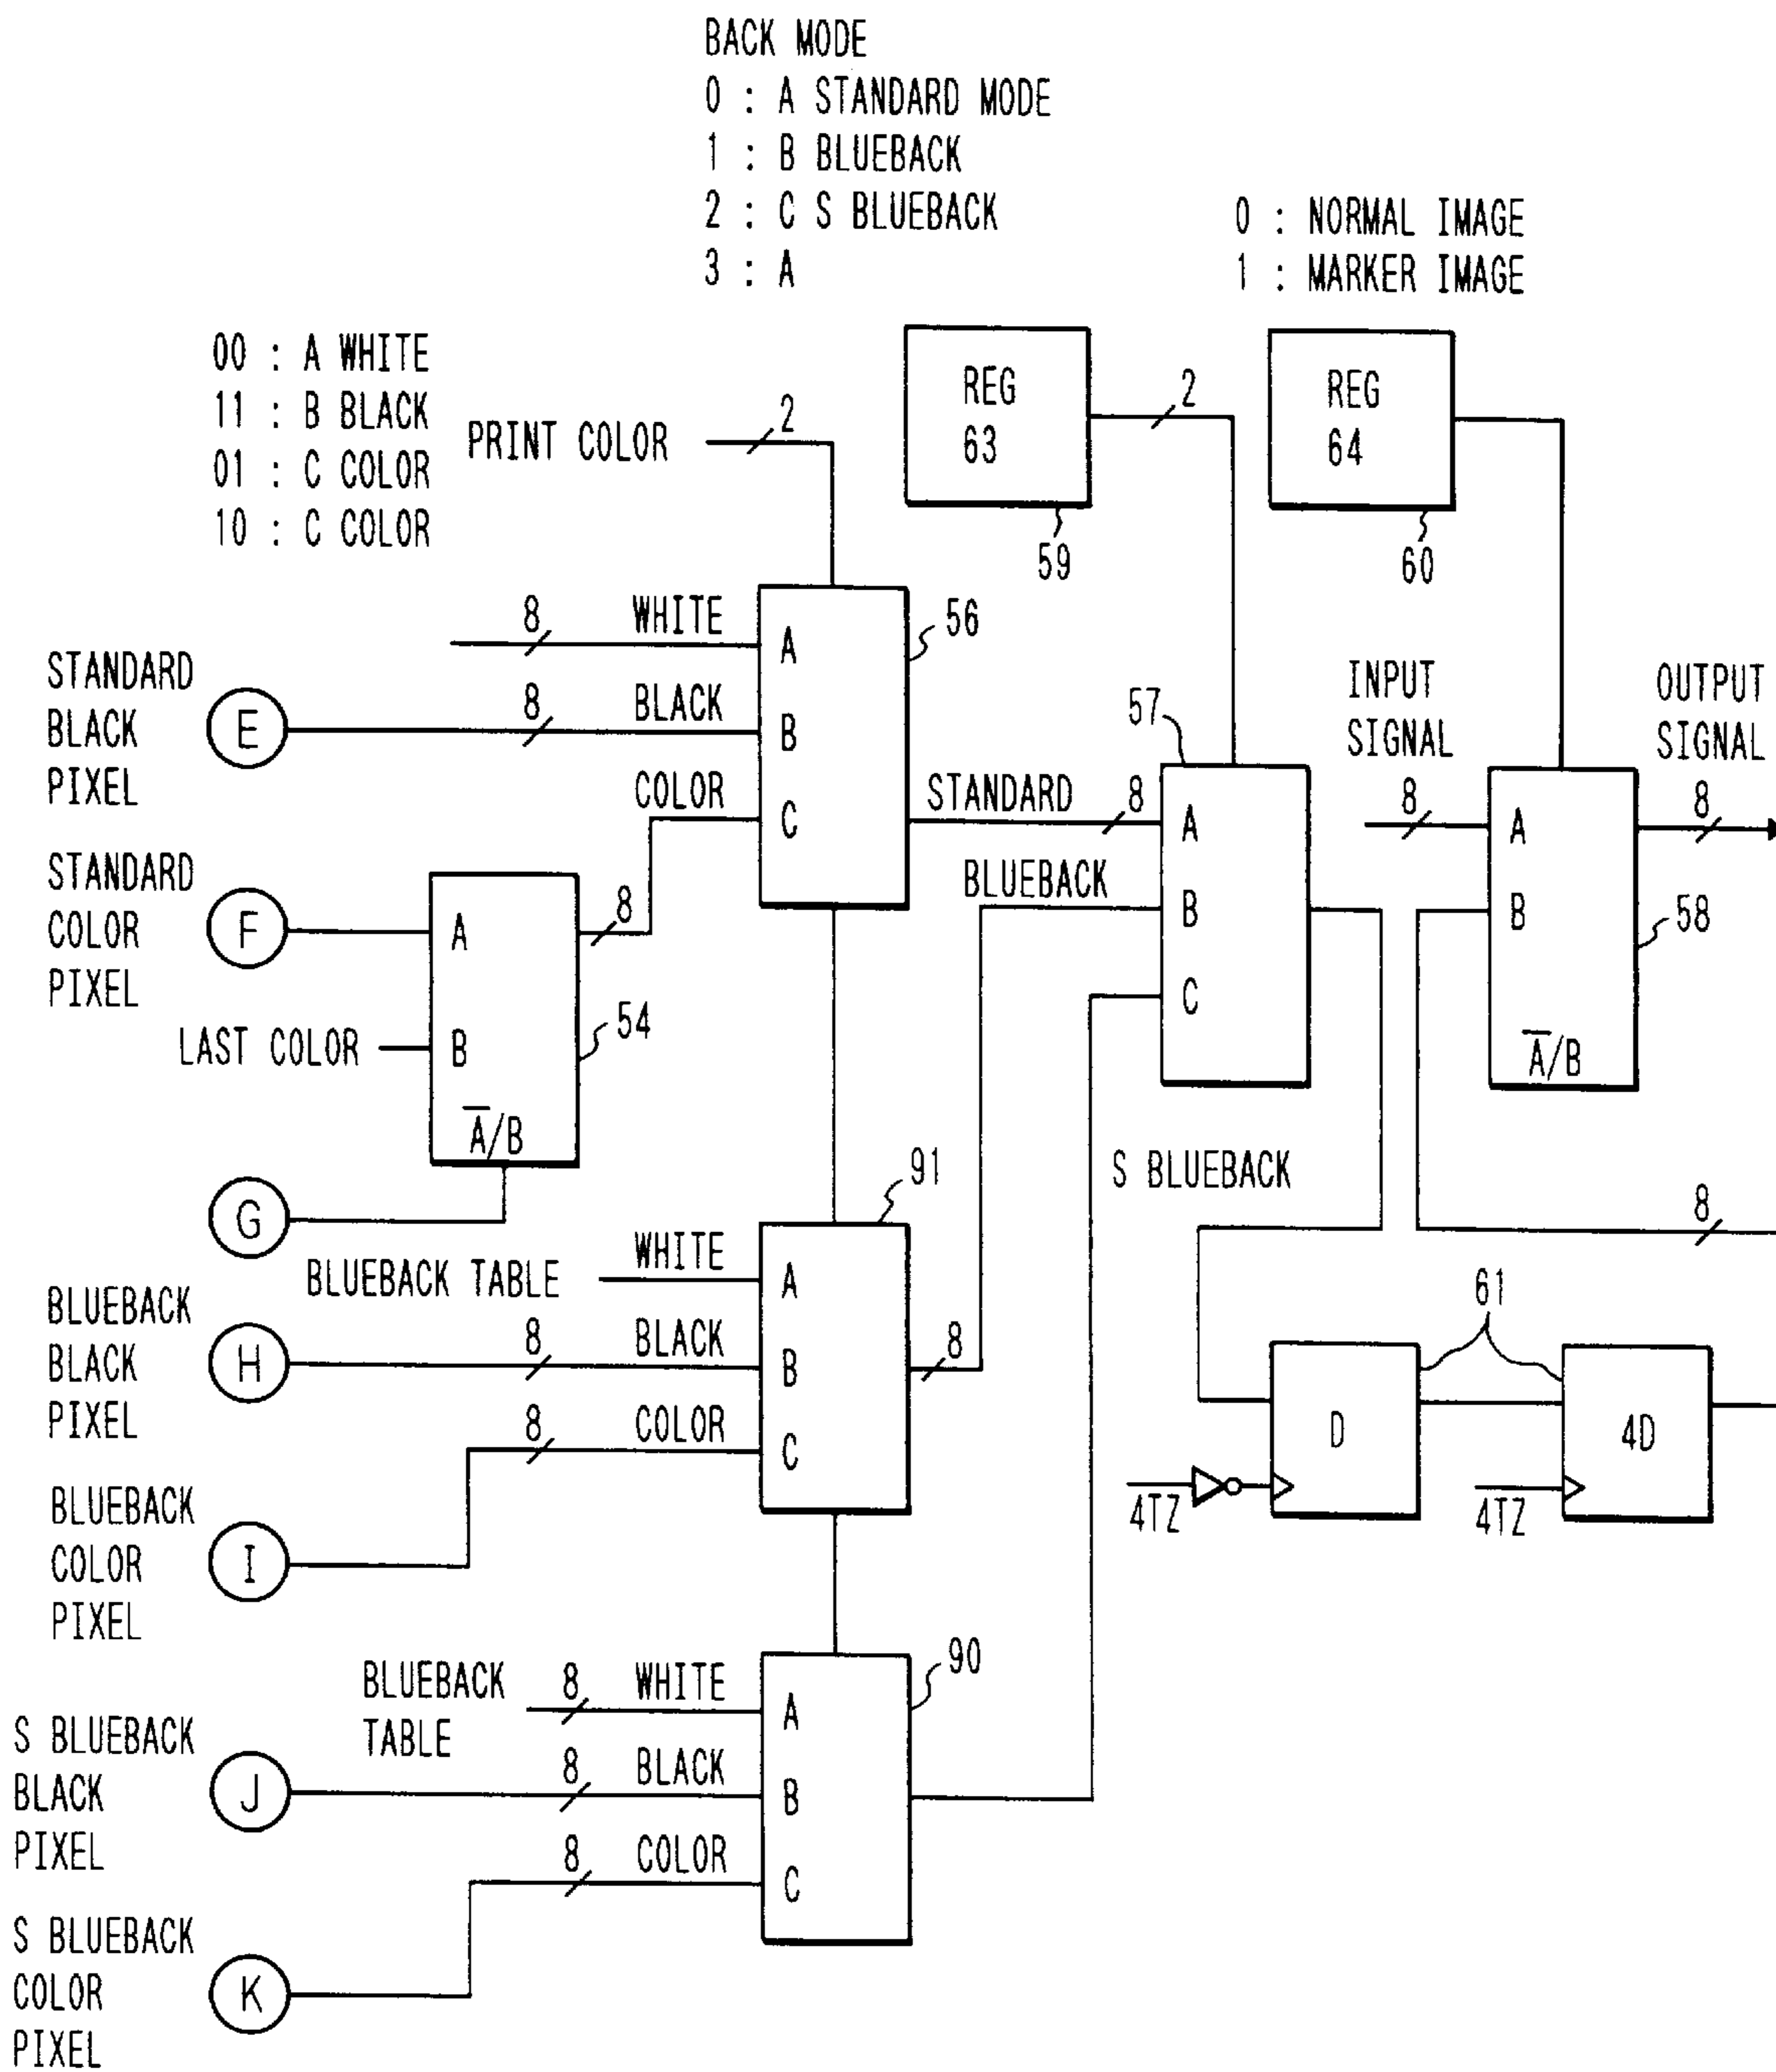 BACK MODE
0 : A STANDARD MODE
1 : B BLUEBACK
2 : C S BLUEBACK
3 : A
0 : NORMAL IMAGE
1 : MARKER IMAGE
00 : A WHITE
11 : B BLACK
01 : C COLOR
10 : C COLOR
PRINT COLOR
2
REG
63
2
59
REG
64
60
8
WHITE
A
56
STANDARD
BLACK
PIXEL
E
8
BLACK
B
COLOR
C
STANDARD
8
57
A
BLUEBACK
B
C
INPUT
SIGNAL
8
A
B
A/B
58
OUTPUT
SIGNAL
8
STANDARD
COLOR
PIXEL
F
A
8
LAST COLOR
B
54
A/B
G
S BLUEBACK
8
91
BLUEBACK TABLE
WHITE
A
BLUEBACK
BLACK
PIXEL
H
8
BLACK
B
8
8
COLOR
C
61
D
4D
4TZ
4TZ
BLUEBACK
COLOR
PIXEL
I
90
BLUEBACK
TABLE
8
WHITE
A
S BLUEBACK
BLACK
PIXEL
J
8
BLACK
B
8
COLOR
C
S BLUEBACK
COLOR
PIXEL
K